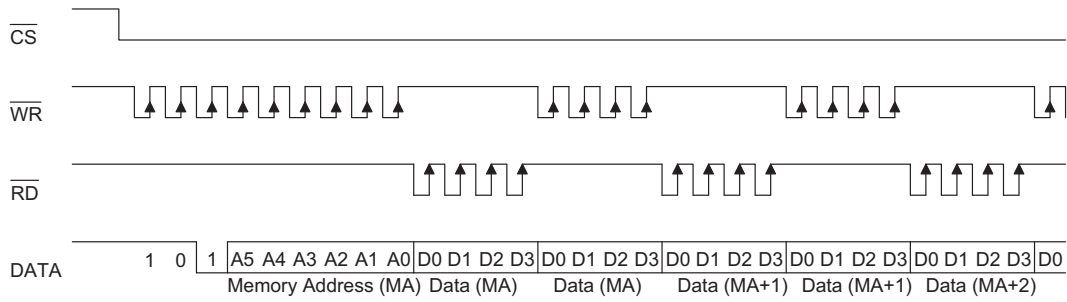 CS
WR
RD
DATA 1 0 1 A5 A4 A3 A2 A1 A0 D0 D1 D2 D3 D0 D1 D2 D3 D0 D1 D2 D3 D0 D1 D2 D3 D0 D1 D2 D3 D0
Memory Address (MA) Data (MA) Data (MA) Data (MA+1) Data (MA+1) Data (MA+2)